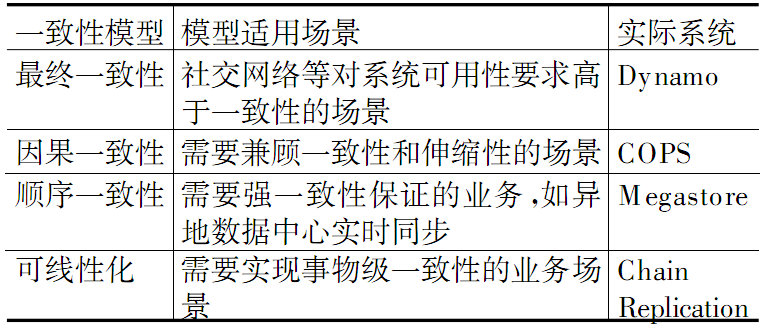 一致性模型 模型适用场景 实际系统
最终一致性 社交网络等对系统可用性要求高 Dynamo
于一致性的场景
因果一致性 需要兼顾一致性和伸缩性的场景 COPS
顺序一致性 需要强一致性保证的业务,如异 Megastore
地数据中心实时同步
可线性化 需要实现事物级一致性的业务场 Chain
景 Replication